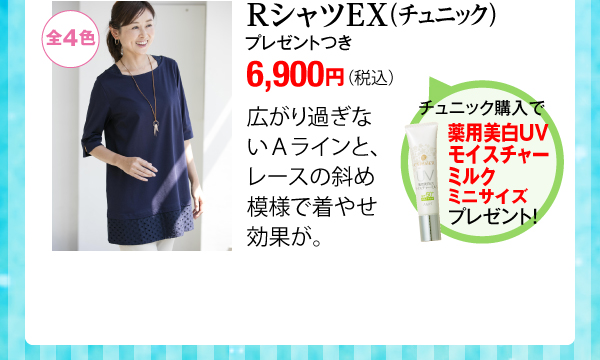 全4色
RシャツEX(チュニック)
プレゼントつき
6,900円(税込)
広がり過ぎな
いAラインと、
レースの斜め
模様で着やせ
効果が。
チュニック購入で
薬用美白UV
モイスチャー
ミルク
ミニサイズ
プレゼント!
UV